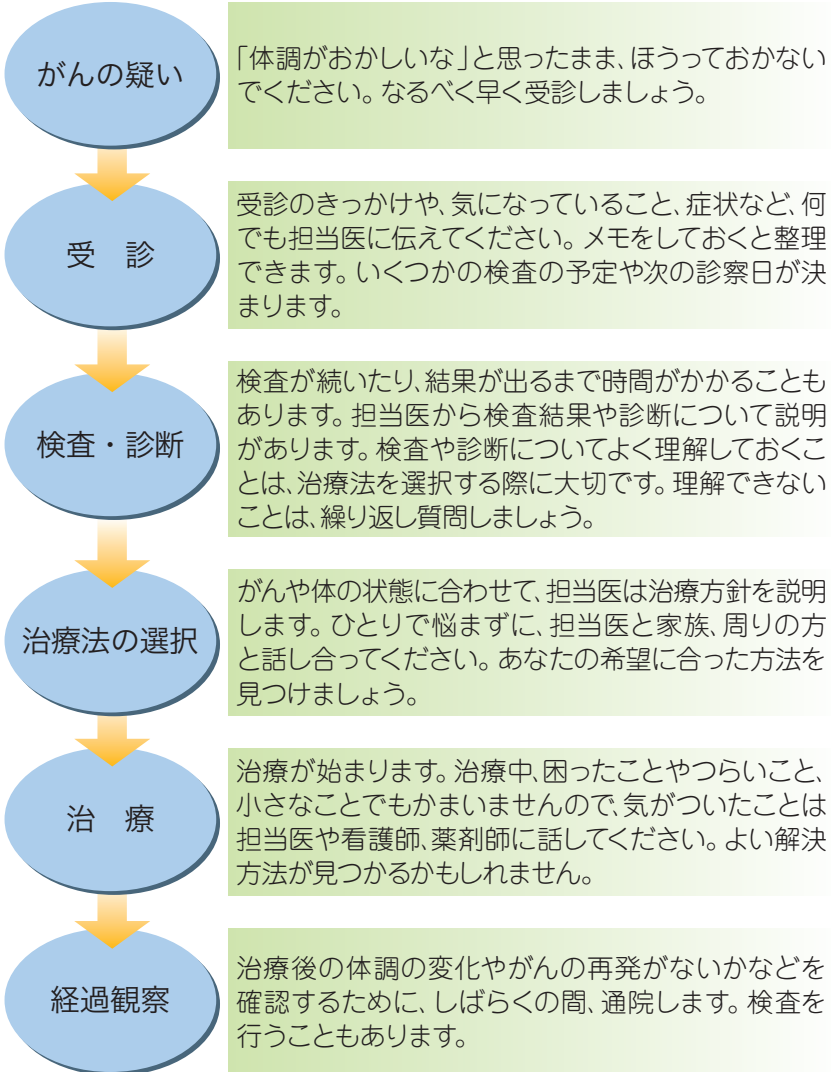 がんの疑い
「体調がおかしいな」と思ったまま、ほうっておかない
でください。なるべく早く受診しましょう。
受　診
受診のきっかけや、気になっていること、症状など、何
でも担当医に伝えてください。メモをしておくと整理
できます。いくつかの検査の予定や次の診察日が決
まります。
検査・診断
検査が続いたり、結果が出るまで時間がかかることも
あります。担当医から検査結果や診断について説明
があります。検査や診断についてよく理解しておくこ
とは、治療法を選択する際に大切です。理解できない
ことは、繰り返し質問しましょう。
治療法の選択
がんや体の状態に合わせて、担当医は治療方針を説明
します。ひとりで悩まずに、担当医と家族、周りの方
と話し合ってください。あなたの希望に合った方法を
見つけましょう。
治　療
治療が始まります。治療中、困ったことやつらいこと、
小さなことでもかまいませんので、気がついたことは
担当医や看護師、薬剤師に話してください。よい解決
方法が見つかるかもしれません。
経過観察
治療後の体調の変化やがんの再発がないかなどを
確認するために、しばらくの間、通院します。検査を
行うこともあります。